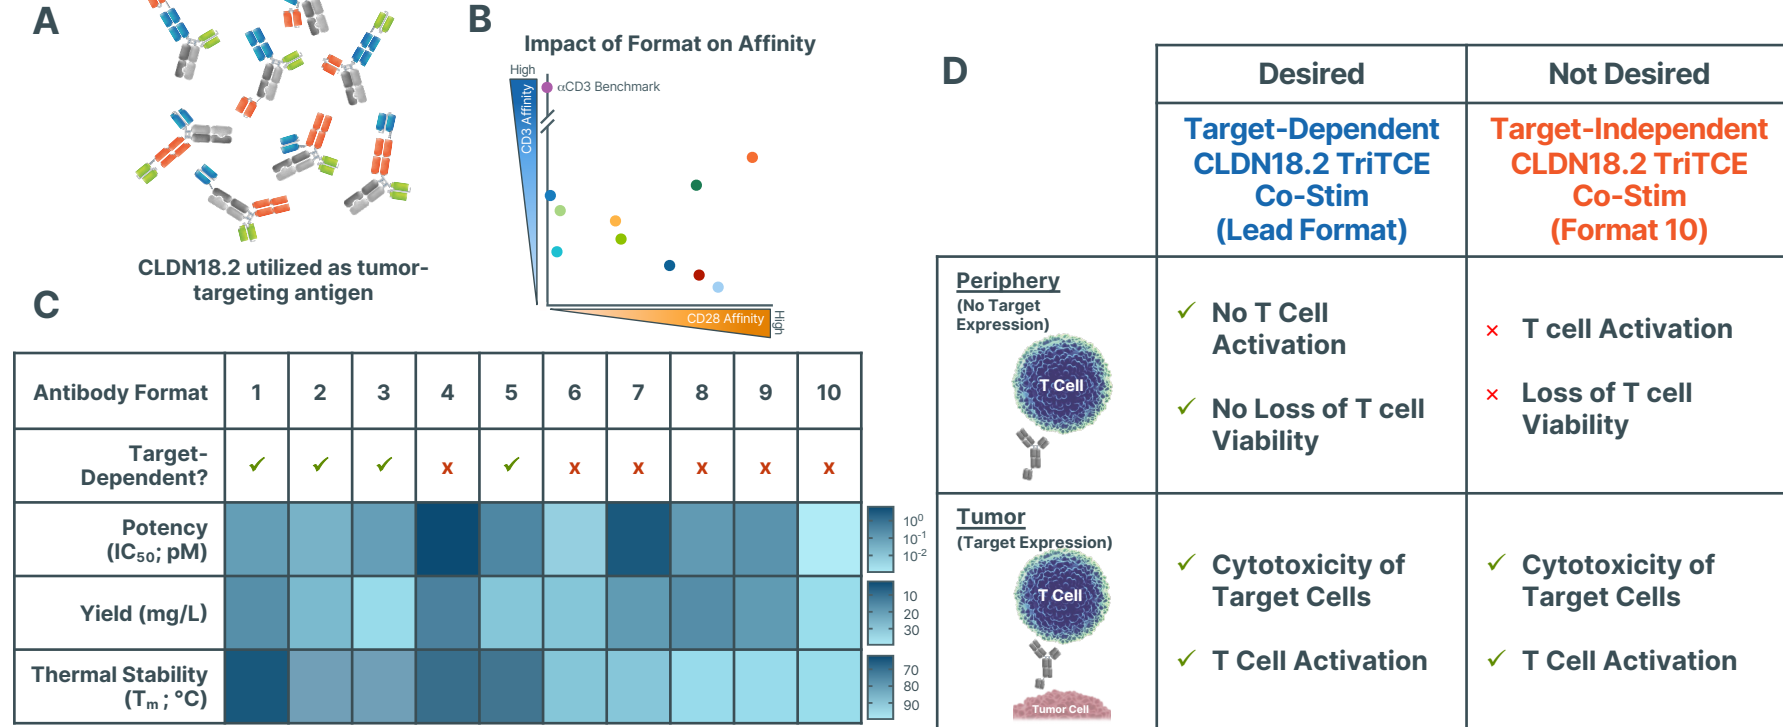 A
CLDN18.2 utilized as tumor-
targeting antigen
B
Impact of Format on Affinity
High
αCD3 Benchmark
CD3 Affinity
CD28 Affinity
High
C
Antibody Format 1 2 3 4 5 6 7 8 9 10
Target-
Dependent? ✓ ✓ ✓ x ✓ x x x x x
Potency
(IC₅₀; pM)
10⁰
10⁻¹
10⁻²
Yield (mg/L)
10
20
30
Thermal Stability
(Tₘ ; °C)
70
80
90
D
Desired
Not Desired
Target-Dependent
CLDN18.2 TriTCE
Co-Stim
(Lead Format)
Target-Independent
CLDN18.2 TriTCE
Co-Stim
(Format 10)
Periphery
(No Target
Expression)
T Cell
✓ No T Cell
Activation
✓ No Loss of T cell
Viability
× T cell Activation
× Loss of T cell
Viability
Tumor
(Target Expression)
T Cell
Tumor Cell
✓ Cytotoxicity of
Target Cells
✓ T Cell Activation
✓ Cytotoxicity of
Target Cells
✓ T Cell Activation